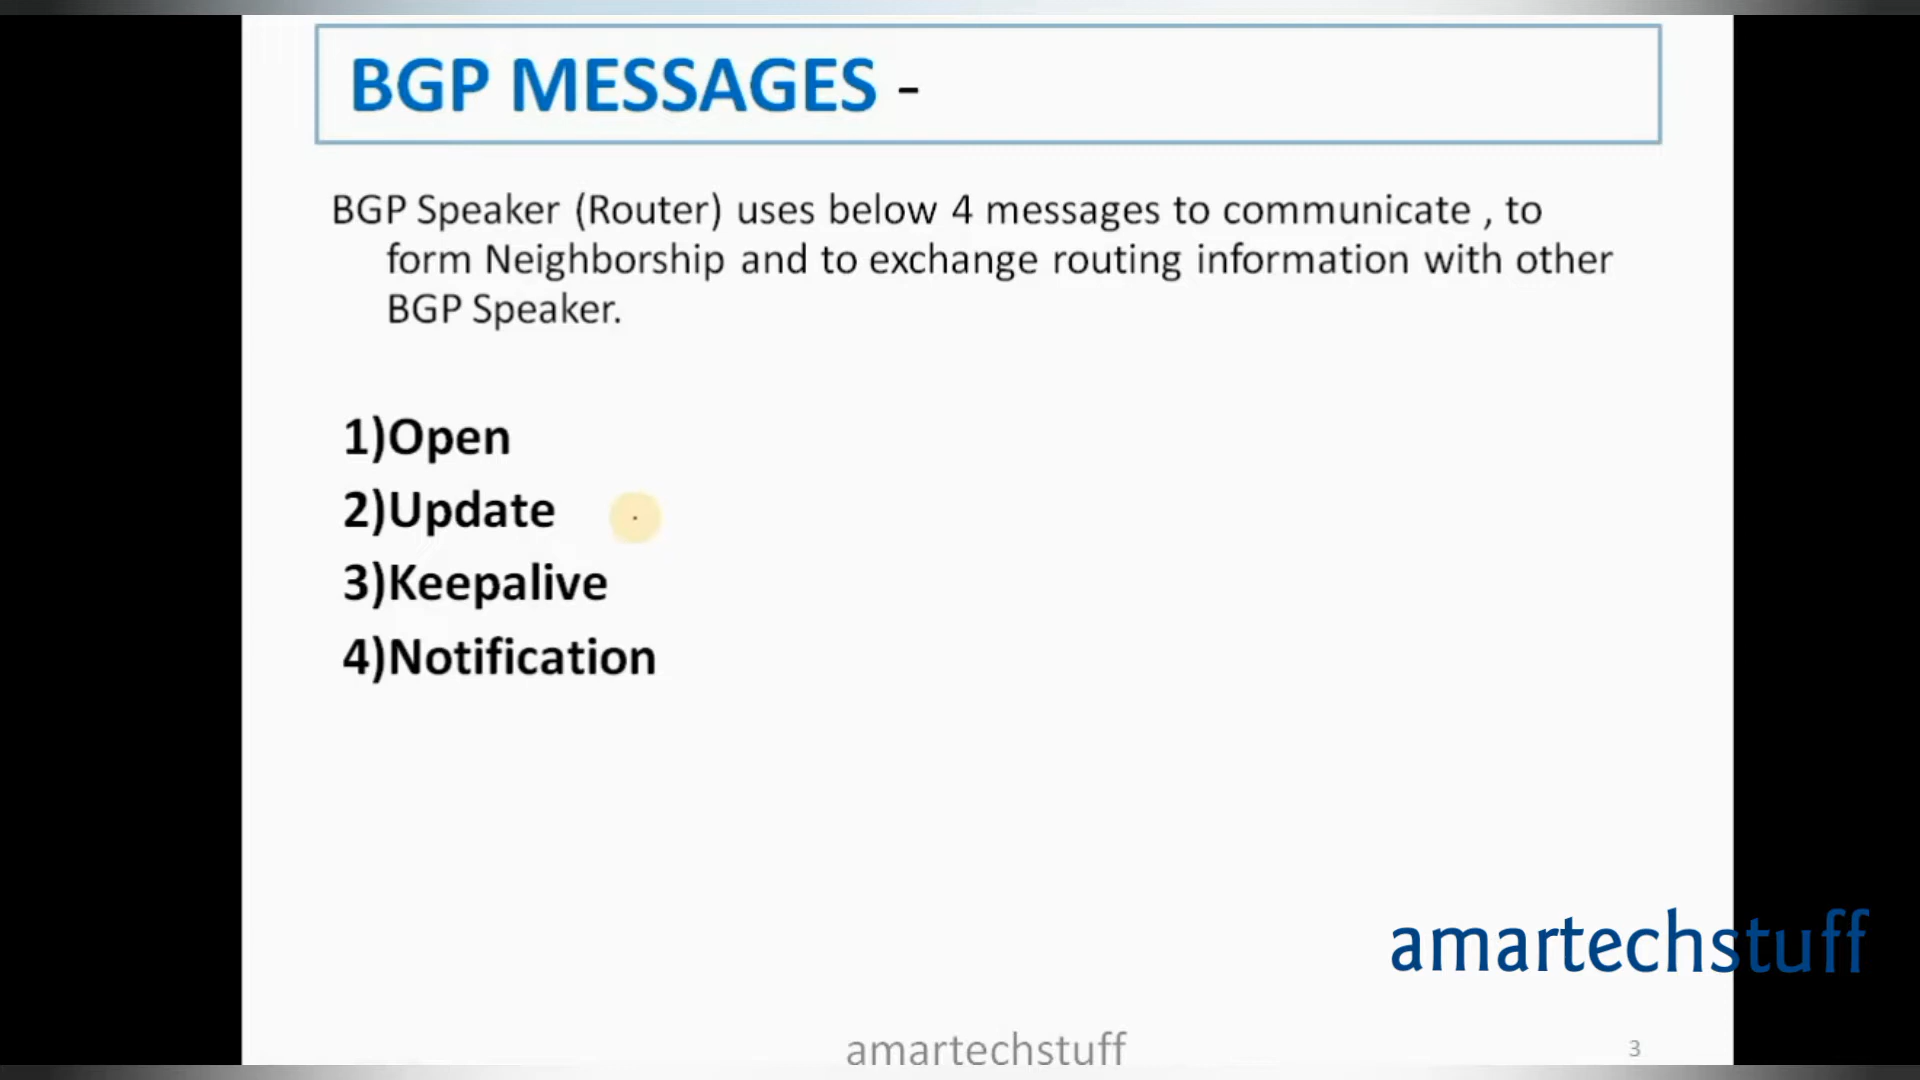 BGP MESSAGES -
BGP Speaker (Router) uses below 4 messages to communicate , to
form Neighborship and to exchange routing information with other
BGP Speaker.
1)Open
2)Update
3)Keepalive
4)Notification
amartechstuff
amartechstuff
3